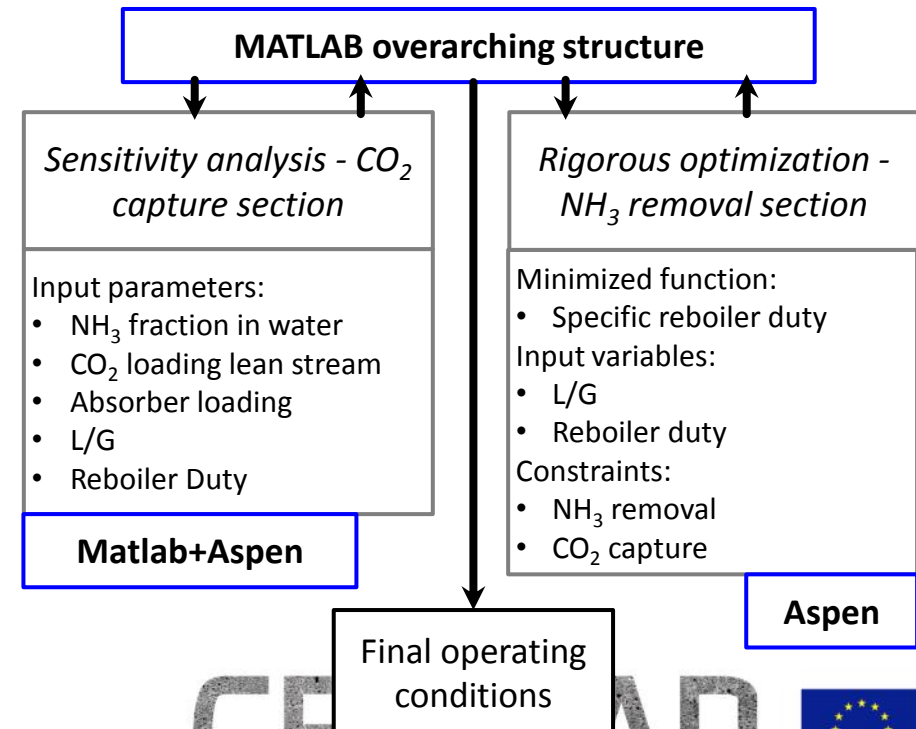 MATLAB overarching structure
Sensitivity analysis - CO₂
capture section
Input parameters:
• NH₃ fraction in water
• CO₂ loading lean stream
• Absorber loading
• L/G
• Reboiler Duty
Matlab+Aspen
Rigorous optimization -
NH₃ removal section
Minimized function:
• Specific reboiler duty
Input variables:
• L/G
• Reboiler duty
Constraints:
• NH₃ removal
• CO₂ capture
Aspen
Final operating
conditions